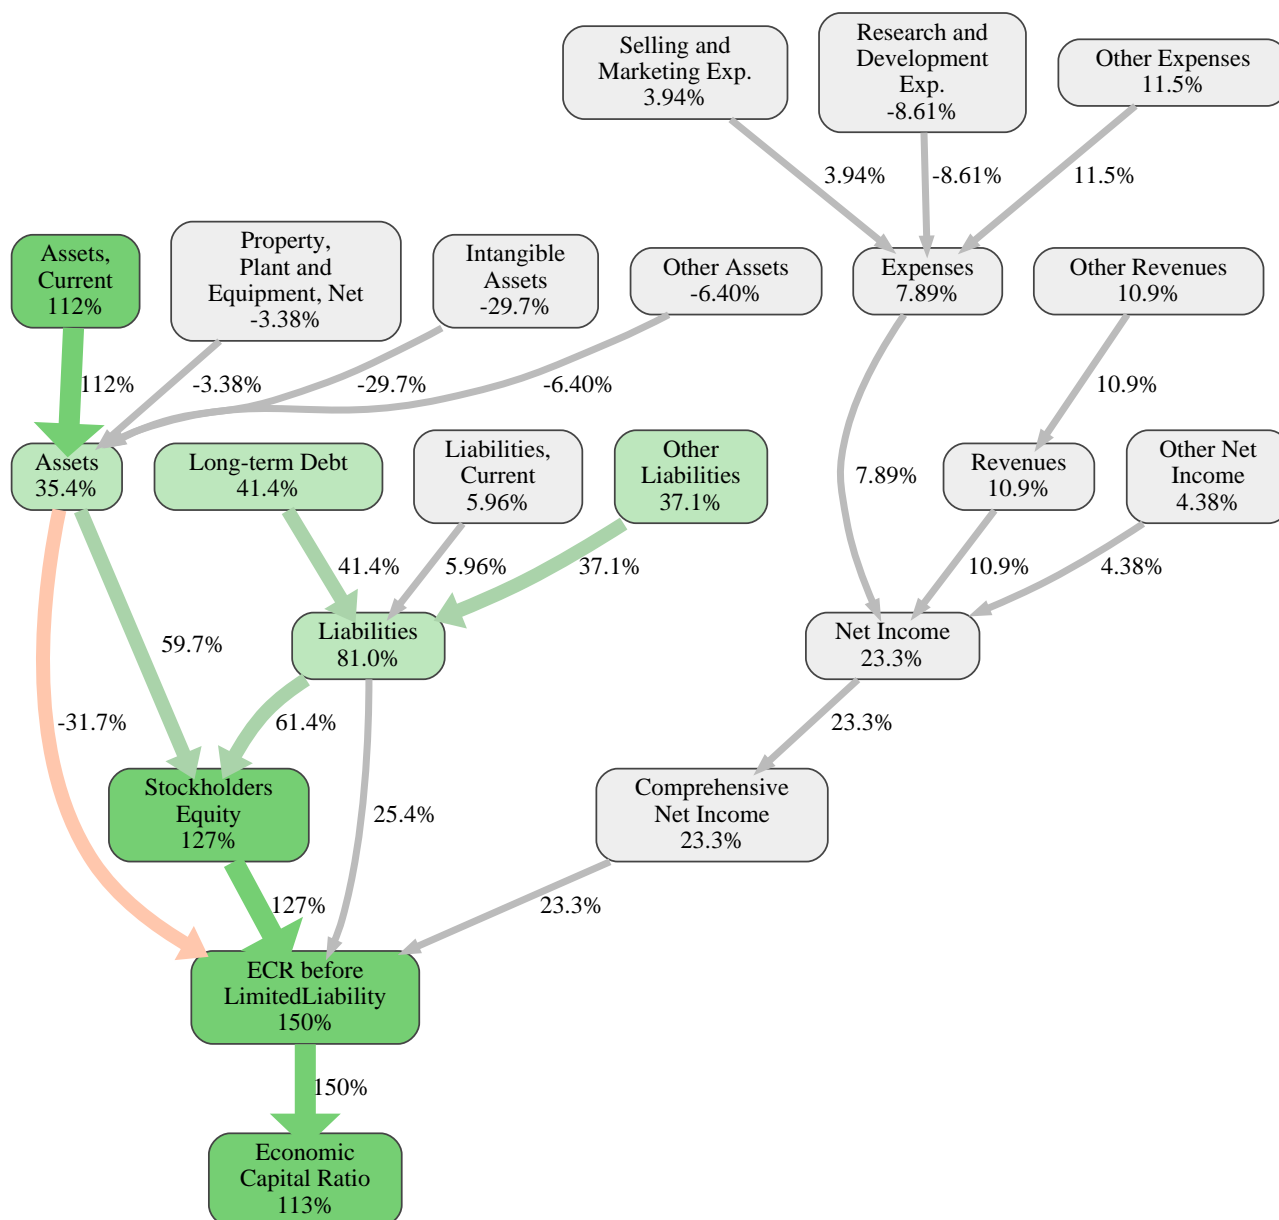 Selling and
Marketing Exp.
3.94%
Research and
Development
Exp.
-8.61%
Other Expenses
11.5%
3.94%
-8.61%
11.5%
Assets,
Current
112%
Property,
Plant and
Equipment, Net
-3.38%
Intangible
Assets
-29.7%
Other Assets
-6.40%
Expenses
7.89%
Other Revenues
10.9%
112%
-3.38%
-29.7%
-6.40%
10.9%
Assets
35.4%
Long-term Debt
41.4%
Liabilities,
Current
5.96%
Other
Liabilities
37.1%
7.89%
Revenues
10.9%
Other Net
Income
4.38%
41.4%
5.96%
37.1%
10.9%
4.38%
59.7%
Liabilities
81.0%
Net Income
23.3%
-31.7%
61.4%
23.3%
Stockholders
Equity
127%
25.4%
Comprehensive
Net Income
23.3%
127%
23.3%
ECR before
LimitedLiability
150%
150%
Economic
Capital Ratio
113%